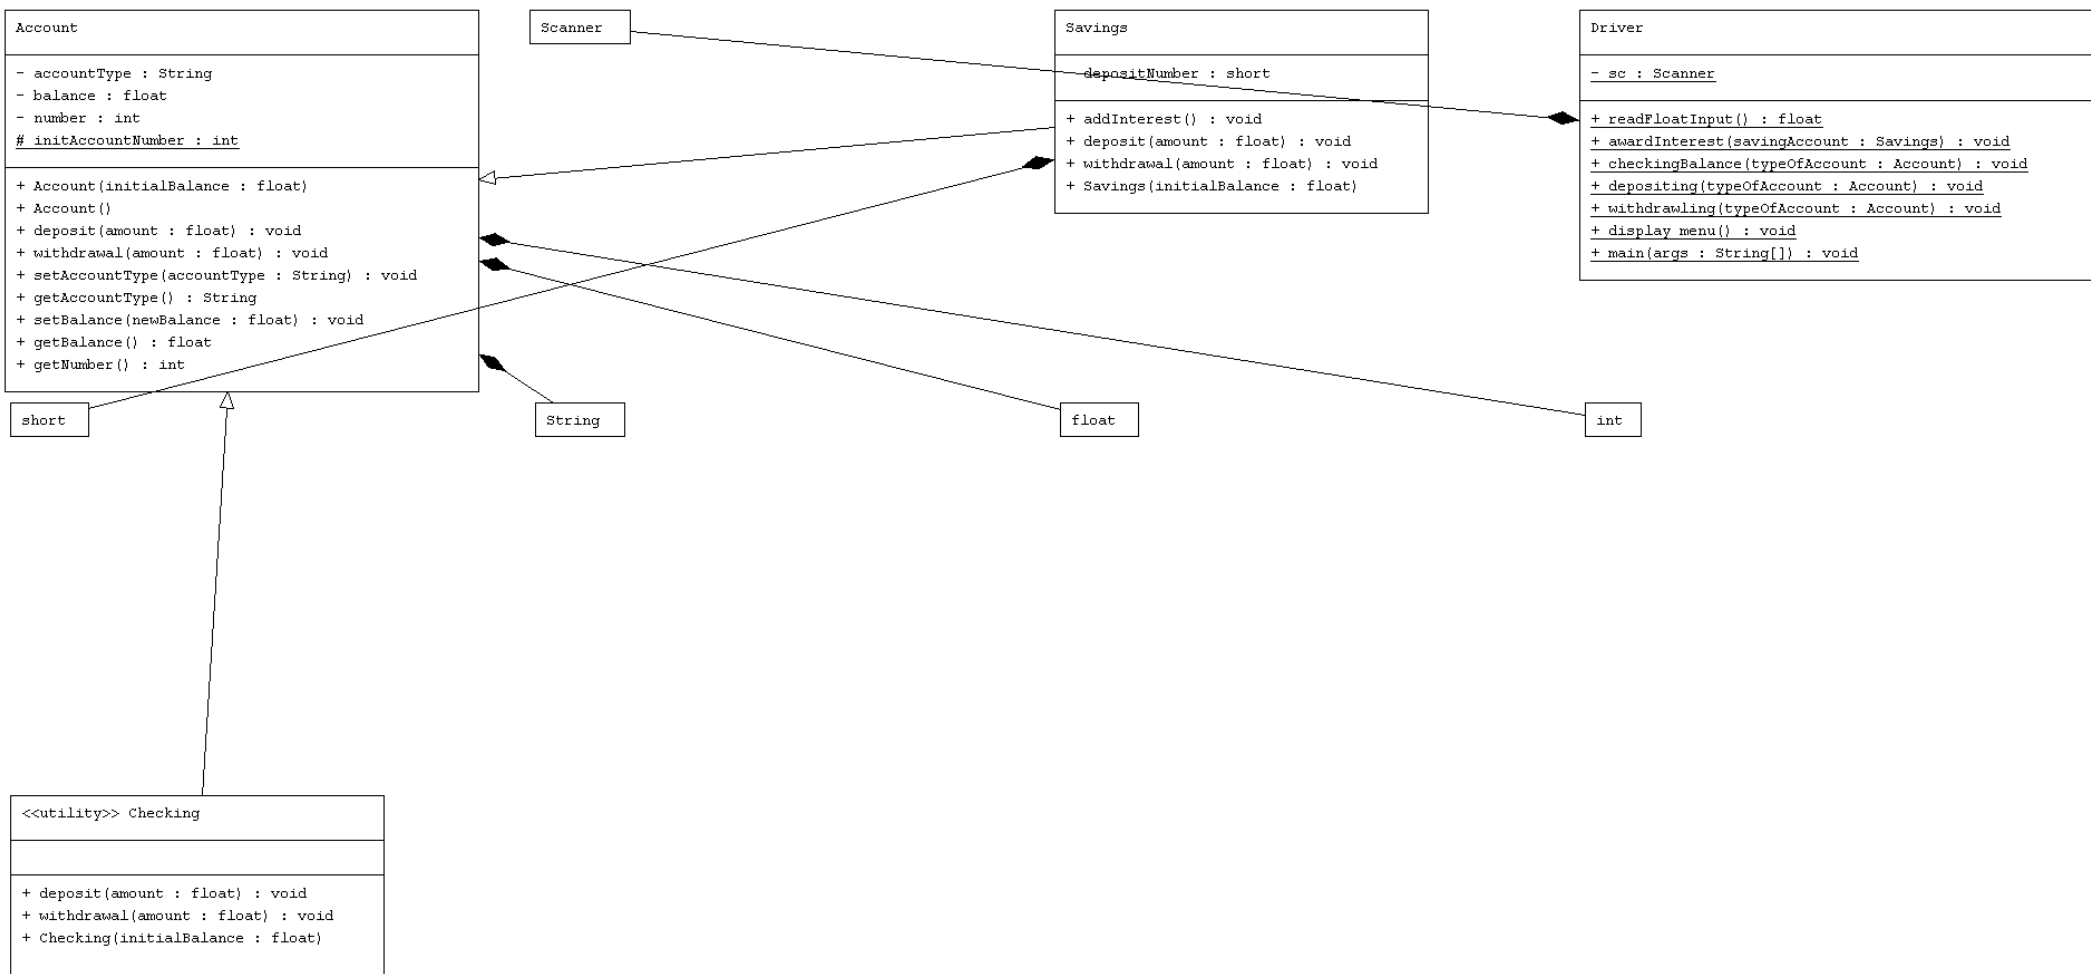 Account
- accountType : String
- balance : float
- number : int
# initAccountNumber : int
+ Account(initialBalance : float)
+ Account()
+ deposit(amount : float) : void
+ withdrawal(amount : float) : void
+ setAccountType(accountType : String) : void
+ getAccountType() : String
+ setBalance(newBalance : float) : void
+ getBalance() : float
+ getNumber() : int
Scanner
Savings
depositNumber : short
+ addInterest() : void
+ deposit(amount : float) : void
+ withdrawal(amount : float) : void
+ Savings(initialBalance : float)
Driver
- sc : Scanner
+ readFloatInput() : float
+ awardInterest(savingAccount : Savings) : void
+ checkingBalance(typeOfAccount : Account) : void
+ depositing(typeOfAccount : Account) : void
+ withdrawling(typeOfAccount : Account) : void
+ display_menu() : void
+ main(args : String[]) : void
short
String
float
int
<<utility>> Checking
+ deposit(amount : float) : void
+ withdrawal(amount : float) : void
+ Checking(initialBalance : float)